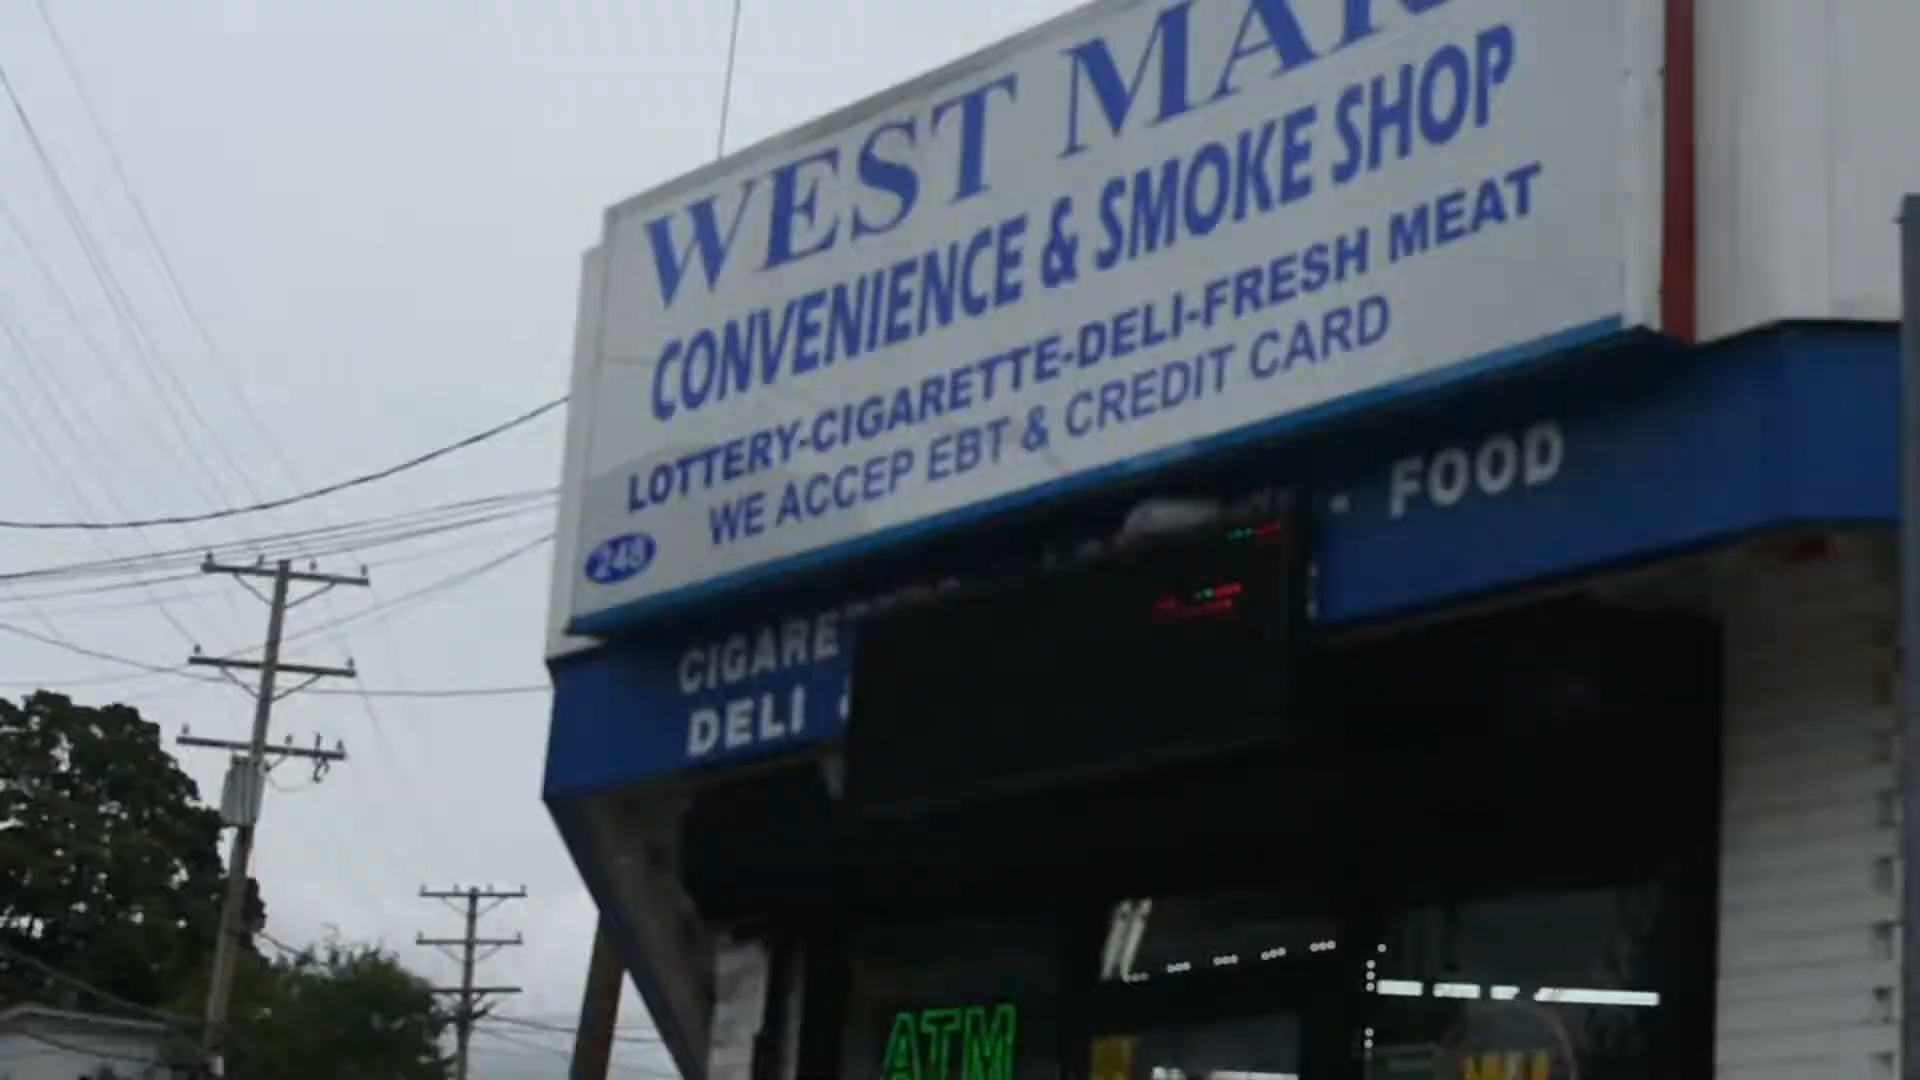 WEST MAR
CONVENIENCE & SMOKE SHOP
LOTTERY-CIGARETTE-DELI-FRESH MEAT
WE ACCEP EBT & CREDIT CARD
248
FOOD
CIGARE
DELI
ATM